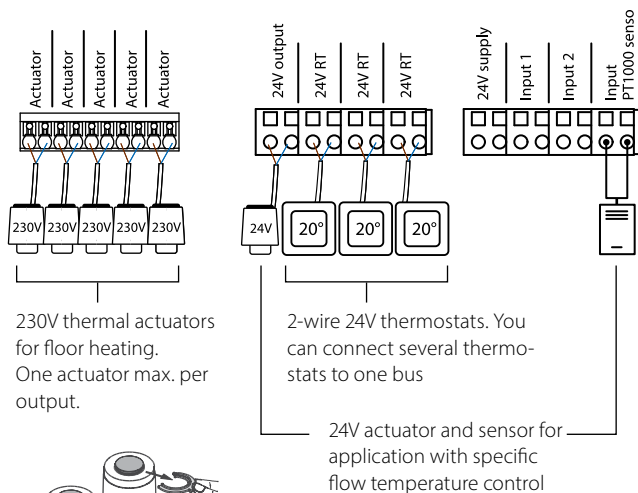 Actuator
Actuator
Actuator
Actuator
Actuator
24V output
24V RT
24V RT
24V RT
24V supply
Input 1
Input 2
Input
PT1000 senso
230V
230V
230V
230V
230V
24V
20°
20°
20°
230V thermal actuators
for floor heating.
One actuator max. per
output.
2-wire 24V thermostats. You
can connect several thermo-
stats to one bus
24V actuator and sensor for
application with specific
flow temperature control